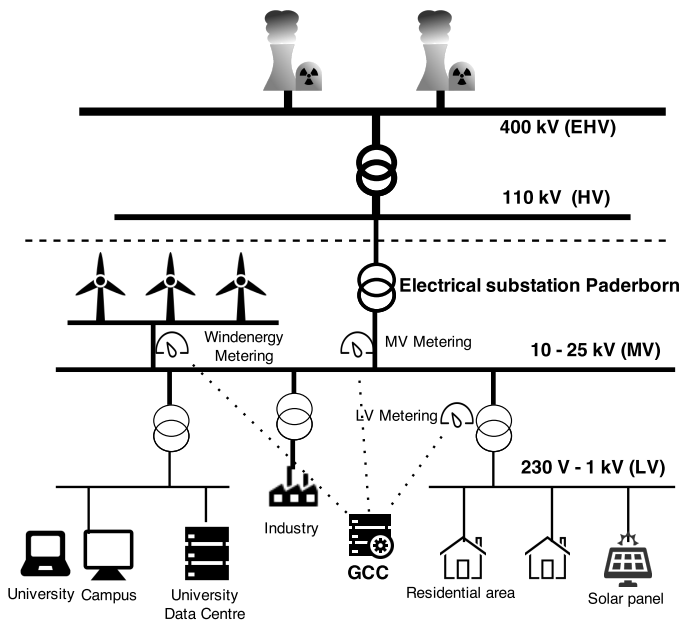 400 kV (EHV)
110 kV (HV)
Electrical substation Paderborn
Windenergy
Metering
MV Metering
10 - 25 kV (MV)
LV Metering
230 V - 1 kV (LV)
Industry
GCC
University Campus
University
Data Centre
Residential area
Solar panel